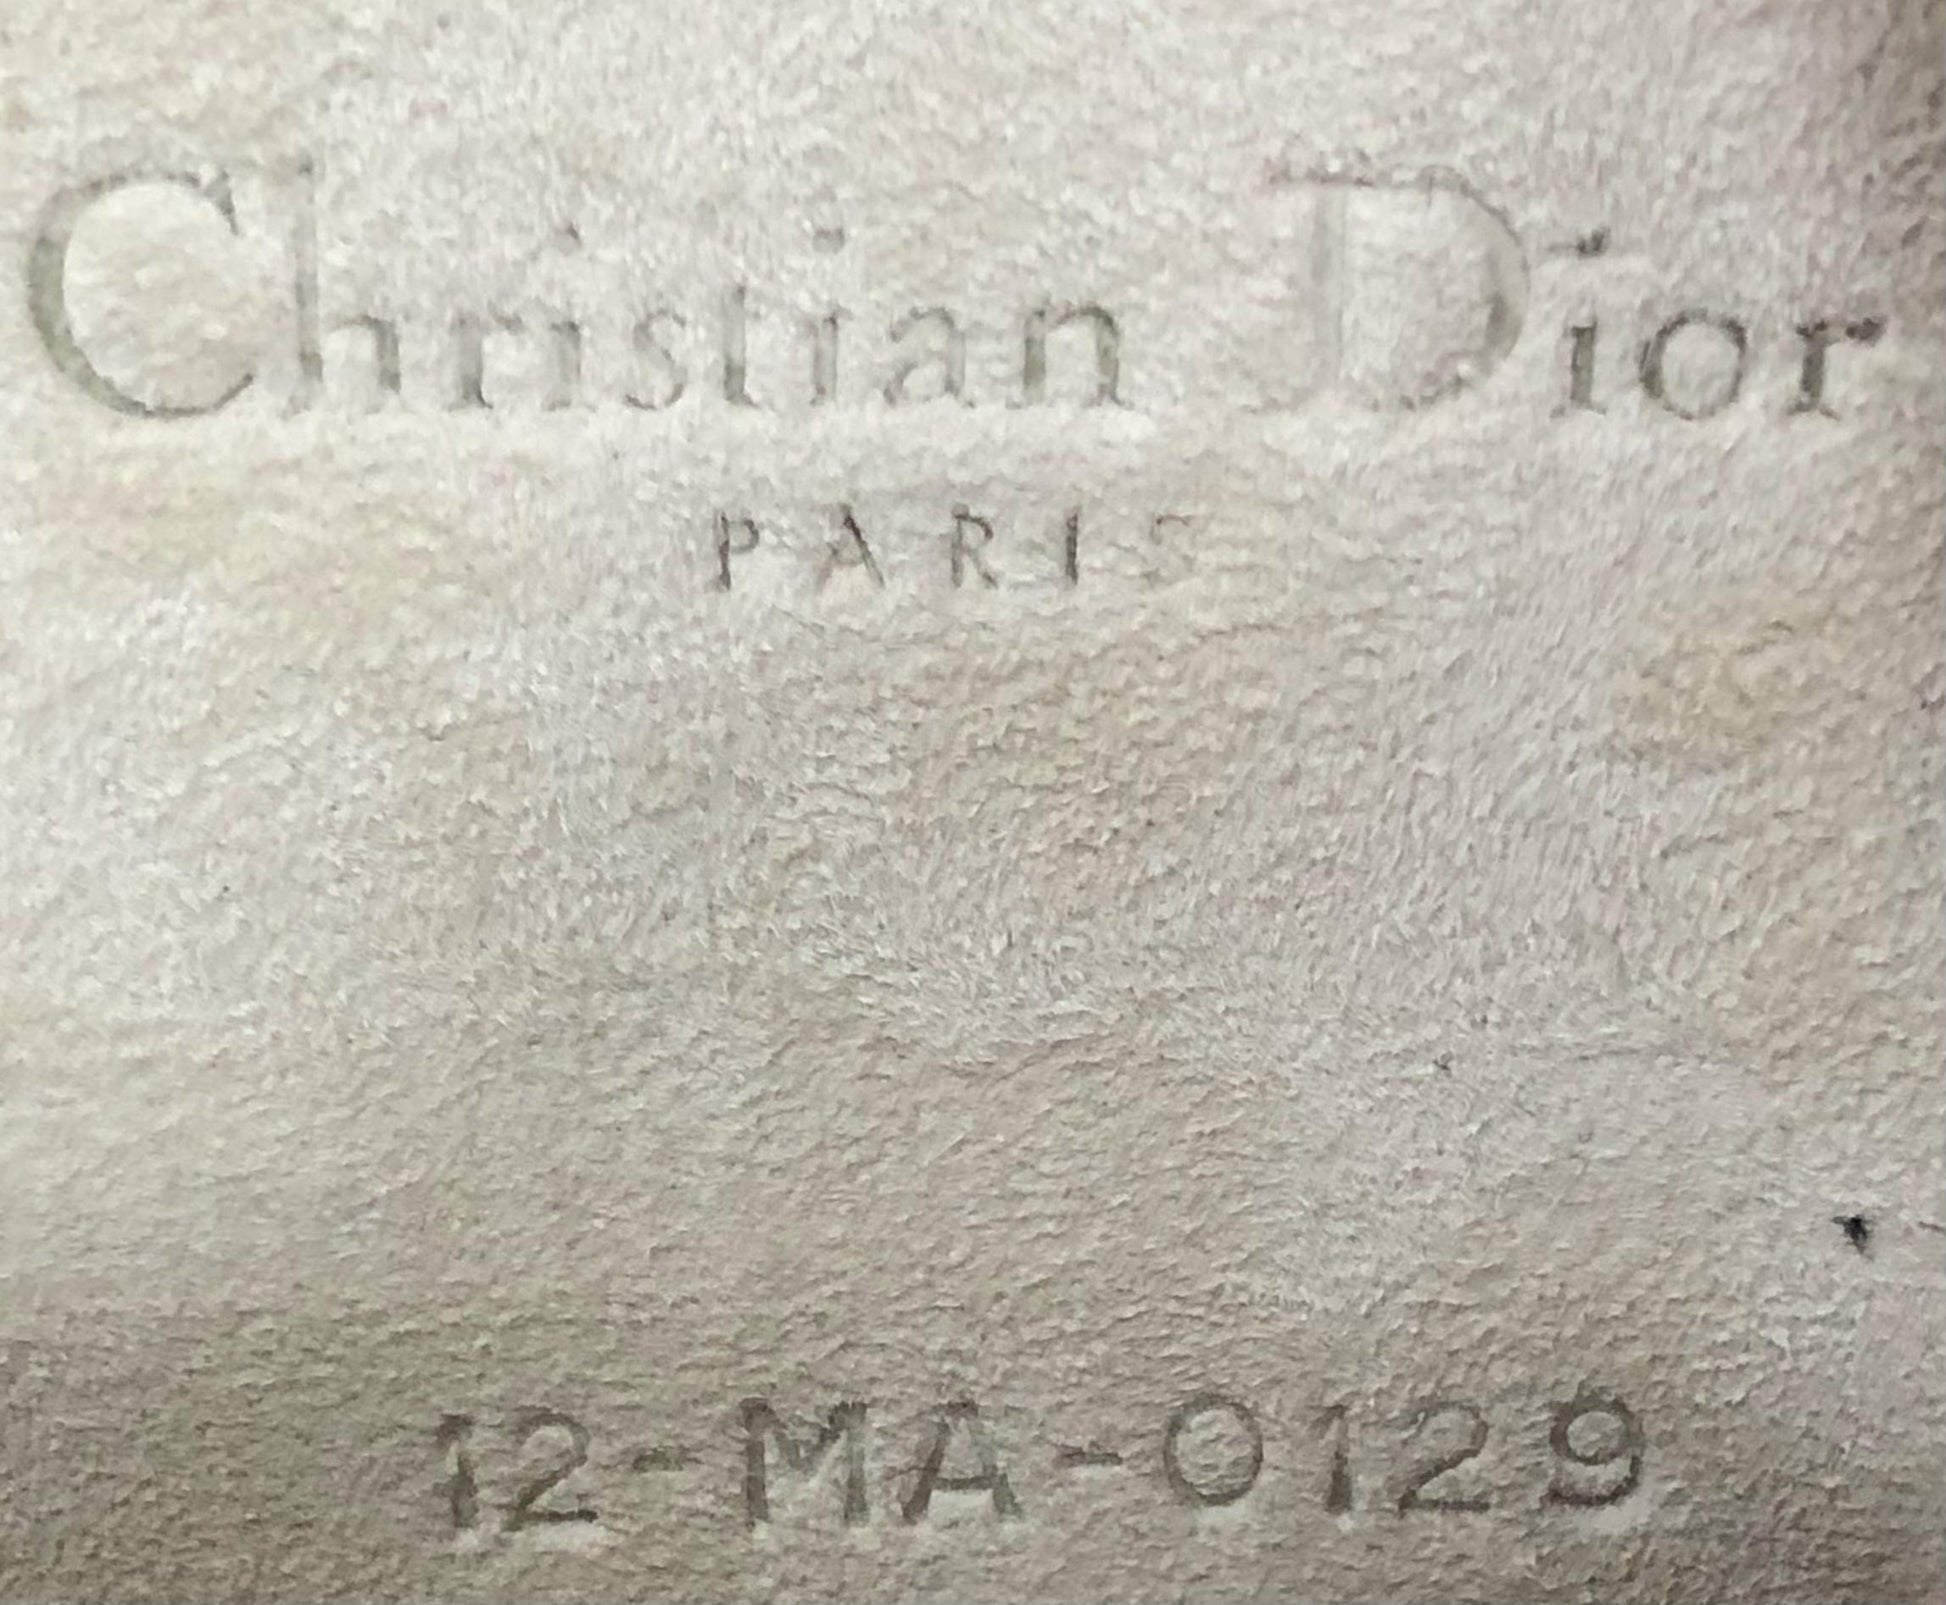 Christian Dior
PARIS
12-MA-0129